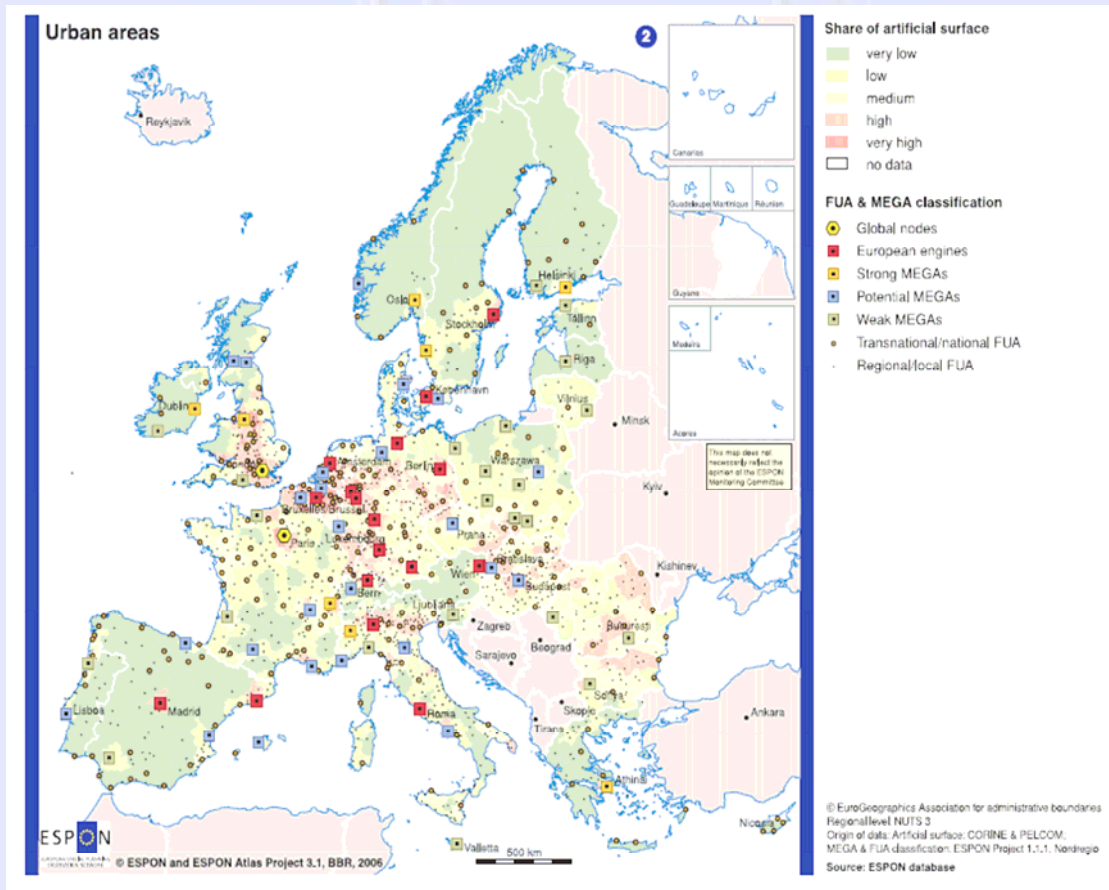 Urban areas
2
Reykjavik
Canarias
Guadeloupe
Martinique
Réunion
Guyane
Madeira
Acores
This map does not
necessarily reflect the
opinion of the ESPON
Monitoring Committee
Helsinki
Oslo
Tallinn
Stockholm
Riga
København
Dublin
Vilnius
Minsk
Amsterdam
Berlin
Warszawa
Kyiv
Bruxelles/Brussel
Luxembourg
Praha
Paris
Bratislava
Wien
Kishinev
Budapest
Bern
Ljubljana
Zagreb
Bucuresti
Beograd
Sarajevo
Sofiya
Lisboa
Madrid
Roma
Skopje
Tirana
Ankara
Athinai
Nicosia
Valletta
ESPON
© ESPON and ESPON Atlas Project 3.1, BBR, 2006
500 km
Share of artificial surface
very low
low
medium
high
very high
no data
FUA & MEGA classification
Global nodes
European engines
Strong MEGAs
Potential MEGAs
Weak MEGAs
Transnational/national FUA
Regional/local FUA
© EuroGeographics Association for administrative boundaries
Regional level: NUTS 3
Origin of data: Artificial surface: CORINE & PELCOM;
MEGA & FUA classification: ESPON Project 1.1.1, Nordregio
Source: ESPON database